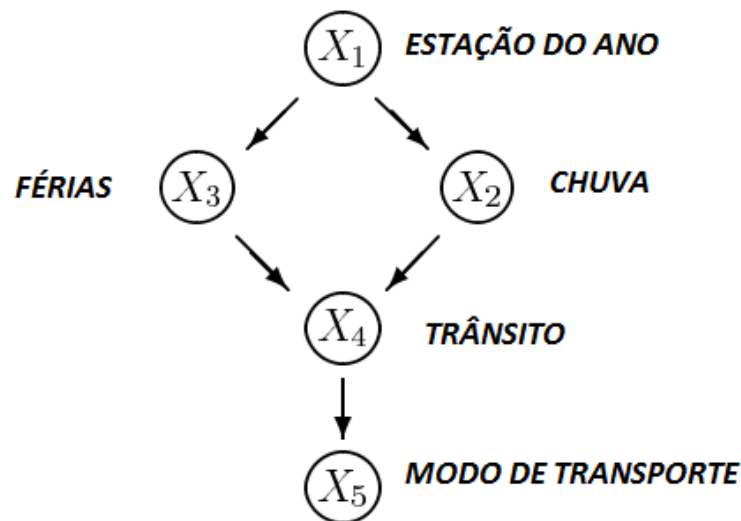 X₁ ESTAÇÃO DO ANO
FÉRIAS X₃ X₂ CHUVA
X₄ TRÂNSITO
X₅ MODO DE TRANSPORTE